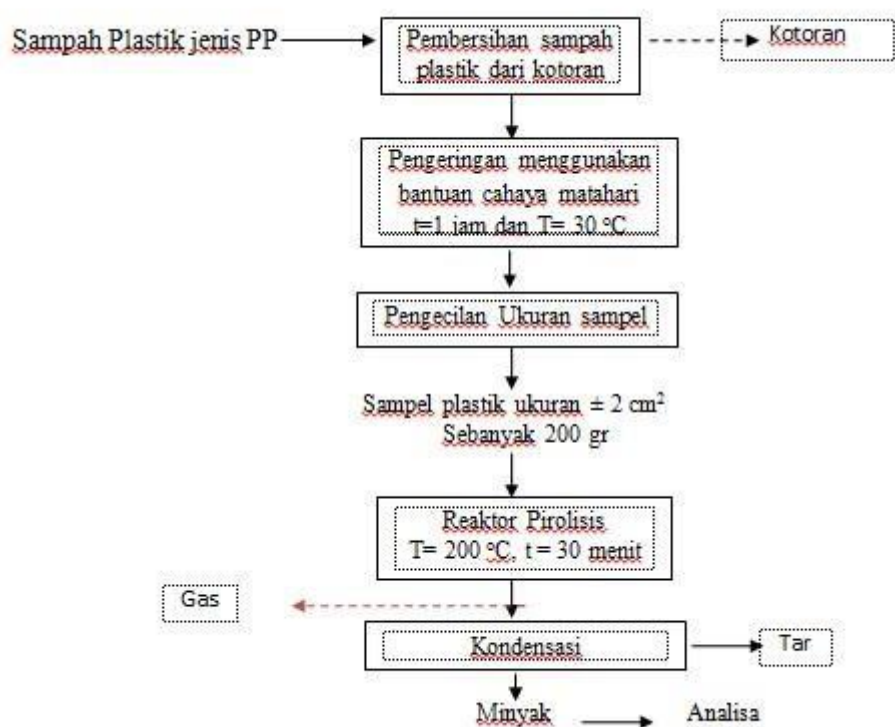 Sampah Plastik jenis PP
Pembersihan sampah
plastik dari kotoran
Kotoran
Pengeringan menggunakan
bantuan cahaya matahari
t=1 jam dan T= 30 °C
Pengecilan Ukuran sampel
Sampel plastik ukuran ± 2 cm²
Sebanyak 200 gr
Reaktor Pirolisis
T= 200 °C, t = 30 menit
Gas
Kondensasi
Tar
Minyak
Analisa